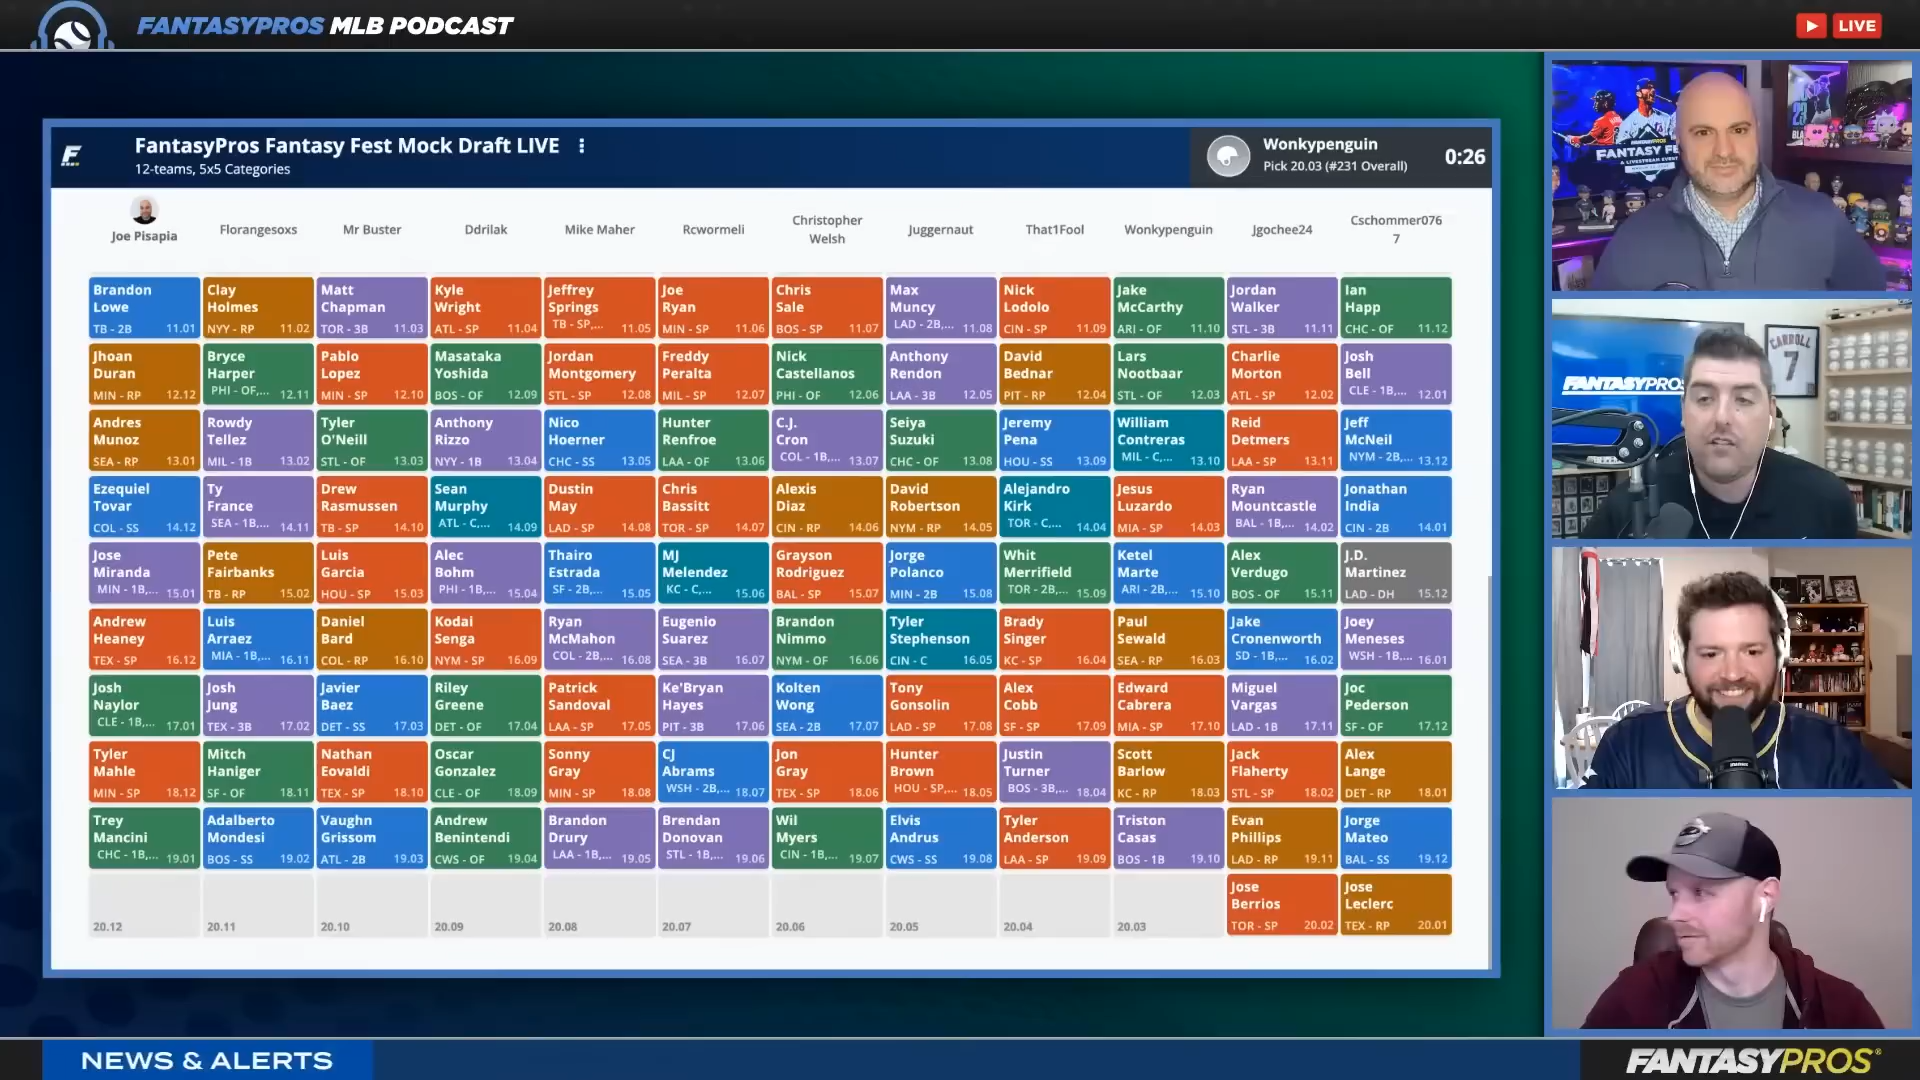 FANTASYPROS MLB PODCAST
LIVE
FantasyPros Fantasy Fest Mock Draft LIVE
12-teams, 5x5 Categories
Wonkypenguin
Pick 20.03 (#231 Overall)
0:26
Joe Pisapia
Florangesoxs
Mr Buster
Ddrilak
Mike Maher
Rcwormeli
Christopher
Welsh
Juggernaut
That1Fool
Wonkypenguin
Jgochee24
Cschommer076
7
Brandon
Lowe
TB - 2B 11.01
Clay
Holmes
NYY - RP 11.02
Matt
Chapman
TOR - 3B 11.03
Kyle
Wright
ATL - SP 11.04
Jeffrey
Springs
TB - SP,... 11.05
Joe
Ryan
MIN - SP 11.06
Chris
Sale
BOS - SP 11.07
Max
Muncy
LAD - 2B,... 11.08
Nick
Lodolo
CIN - SP 11.09
Jake
McCarthy
ARI - OF 11.10
Jordan
Walker
STL - 3B 11.11
Ian
Happ
CHC - OF 11.12
Jhoan
Duran
MIN - RP 12.12
Bryce
Harper
PHI - OF,... 12.11
Pablo
Lopez
MIN - SP 12.10
Masataka
Yoshida
BOS - OF 12.09
Jordan
Montgomery
STL - SP 12.08
Freddy
Peralta
MIL - SP 12.07
Nick
Castellanos
PHI - OF 12.06
Anthony
Rendon
LAA - 3B 12.05
David
Bednar
PIT - RP 12.04
Lars
Nootbaar
STL - OF 12.03
Charlie
Morton
ATL - SP 12.02
Josh
Bell
CLE - 1B,... 12.01
Andres
Munoz
SEA - RP 13.01
Rowdy
Tellez
MIL - 1B 13.02
Tyler
O'Neill
STL - OF 13.03
Anthony
Rizzo
NYY - 1B 13.04
Nico
Hoerner
CHC - SS 13.05
Hunter
Renfroe
LAA - OF 13.06
C.J.
Cron
COL - 1B,... 13.07
Seiya
Suzuki
CHC - OF 13.08
Jeremy
Pena
HOU - SS 13.09
William
Contreras
MIL - C,... 13.10
Reid
Detmers
LAA - SP 13.11
Jeff
McNeil
NYM - 2B,... 13.12
Ezequiel
Tovar
COL - SS 14.12
Ty
France
SEA - 1B,... 14.11
Drew
Rasmussen
TB - SP 14.10
Sean
Murphy
ATL - C,... 14.09
Dustin
May
LAD - SP 14.08
Chris
Bassitt
TOR - SP 14.07
Alexis
Diaz
CIN - RP 14.06
David
Robertson
NYM - RP 14.05
Alejandro
Kirk
TOR - C,... 14.04
Jesus
Luzardo
MIA - SP 14.03
Ryan
Mountcastle
BAL - 1B,... 14.02
Jonathan
India
CIN - 2B 14.01
Jose
Miranda
MIN - 1B,... 15.01
Pete
Fairbanks
TB - RP 15.02
Luis
Garcia
HOU - SP 15.03
Alec
Bohm
PHI - 1B,... 15.04
Thairo
Estrada
SF - 2B,... 15.05
MJ
Melendez
KC - C,... 15.06
Grayson
Rodriguez
BAL - SP 15.07
Jorge
Polanco
MIN - 2B 15.08
Whit
Merrifield
TOR - 2B,... 15.09
Ketel
Marte
ARI - 2B,... 15.10
Alex
Verdugo
BOS - OF 15.11
J.D.
Martinez
LAD - DH 15.12
Andrew
Heaney
TEX - SP 16.12
Luis
Arraez
MIA - 1B,... 16.11
Daniel
Bard
COL - RP 16.10
Kodai
Senga
NYM - SP 16.09
Ryan
McMahon
COL - 2B,... 16.08
Eugenio
Suarez
SEA - 3B 16.07
Brandon
Nimmo
NYM - OF 16.06
Tyler
Stephenson
CIN - C 16.05
Brady
Singer
KC - SP 16.04
Paul
Sewald
SEA - RP 16.03
Jake
Cronenworth
SD - 1B,... 16.02
Joey
Meneses
WSH - 1B,... 16.01
Josh
Naylor
CLE - 1B,... 17.01
Josh
Jung
TEX - 3B 17.02
Javier
Baez
DET - SS 17.03
Riley
Greene
DET - OF 17.04
Patrick
Sandoval
LAA - SP 17.05
Ke'Bryan
Hayes
PIT - 3B 17.06
Kolten
Wong
SEA - 2B 17.07
Tony
Gonsolin
LAD - SP 17.08
Alex
Cobb
SF - SP 17.09
Edward
Cabrera
MIA - SP 17.10
Miguel
Vargas
LAD - 1B 17.11
Joc
Pederson
SF - OF 17.12
Tyler
Mahle
MIN - SP 18.12
Mitch
Haniger
SF - OF 18.11
Nathan
Eovaldi
TEX - SP 18.10
Oscar
Gonzalez
CLE - OF 18.09
Sonny
Gray
MIN - SP 18.08
CJ
Abrams
WSH - 2B,... 18.07
Jon
Gray
TEX - SP 18.06
Hunter
Brown
HOU - SP,... 18.05
Justin
Turner
BOS - 3B,... 18.04
Scott
Barlow
KC - RP 18.03
Jack
Flaherty
STL - SP 18.02
Alex
Lange
DET - RP 18.01
Trey
Mancini
CHC - 1B,... 19.01
Adalberto
Mondesi
BOS - SS 19.02
Vaughn
Grissom
ATL - 2B 19.03
Andrew
Benintendi
CWS - OF 19.04
Brandon
Drury
LAA - 1B,... 19.05
Brendan
Donovan
STL - 1B,... 19.06
Wil
Myers
CIN - 1B,... 19.07
Elvis
Andrus
CWS - SS 19.08
Tyler
Anderson
LAA - SP 19.09
Triston
Casas
BOS - 1B 19.10
Evan
Phillips
LAD - RP 19.11
Jorge
Mateo
BAL - SS 19.12
20.12
20.11
20.10
20.09
20.08
20.07
20.06
20.05
20.04
20.03
Jose
Berrios
TOR - SP 20.02
Jose
Leclerc
TEX - RP 20.01
FANTASY FE
& LIVESTREAM EVENT
CARROLL
7
FANTASYPROS
NEWS & ALERTS
FANTASYPROS